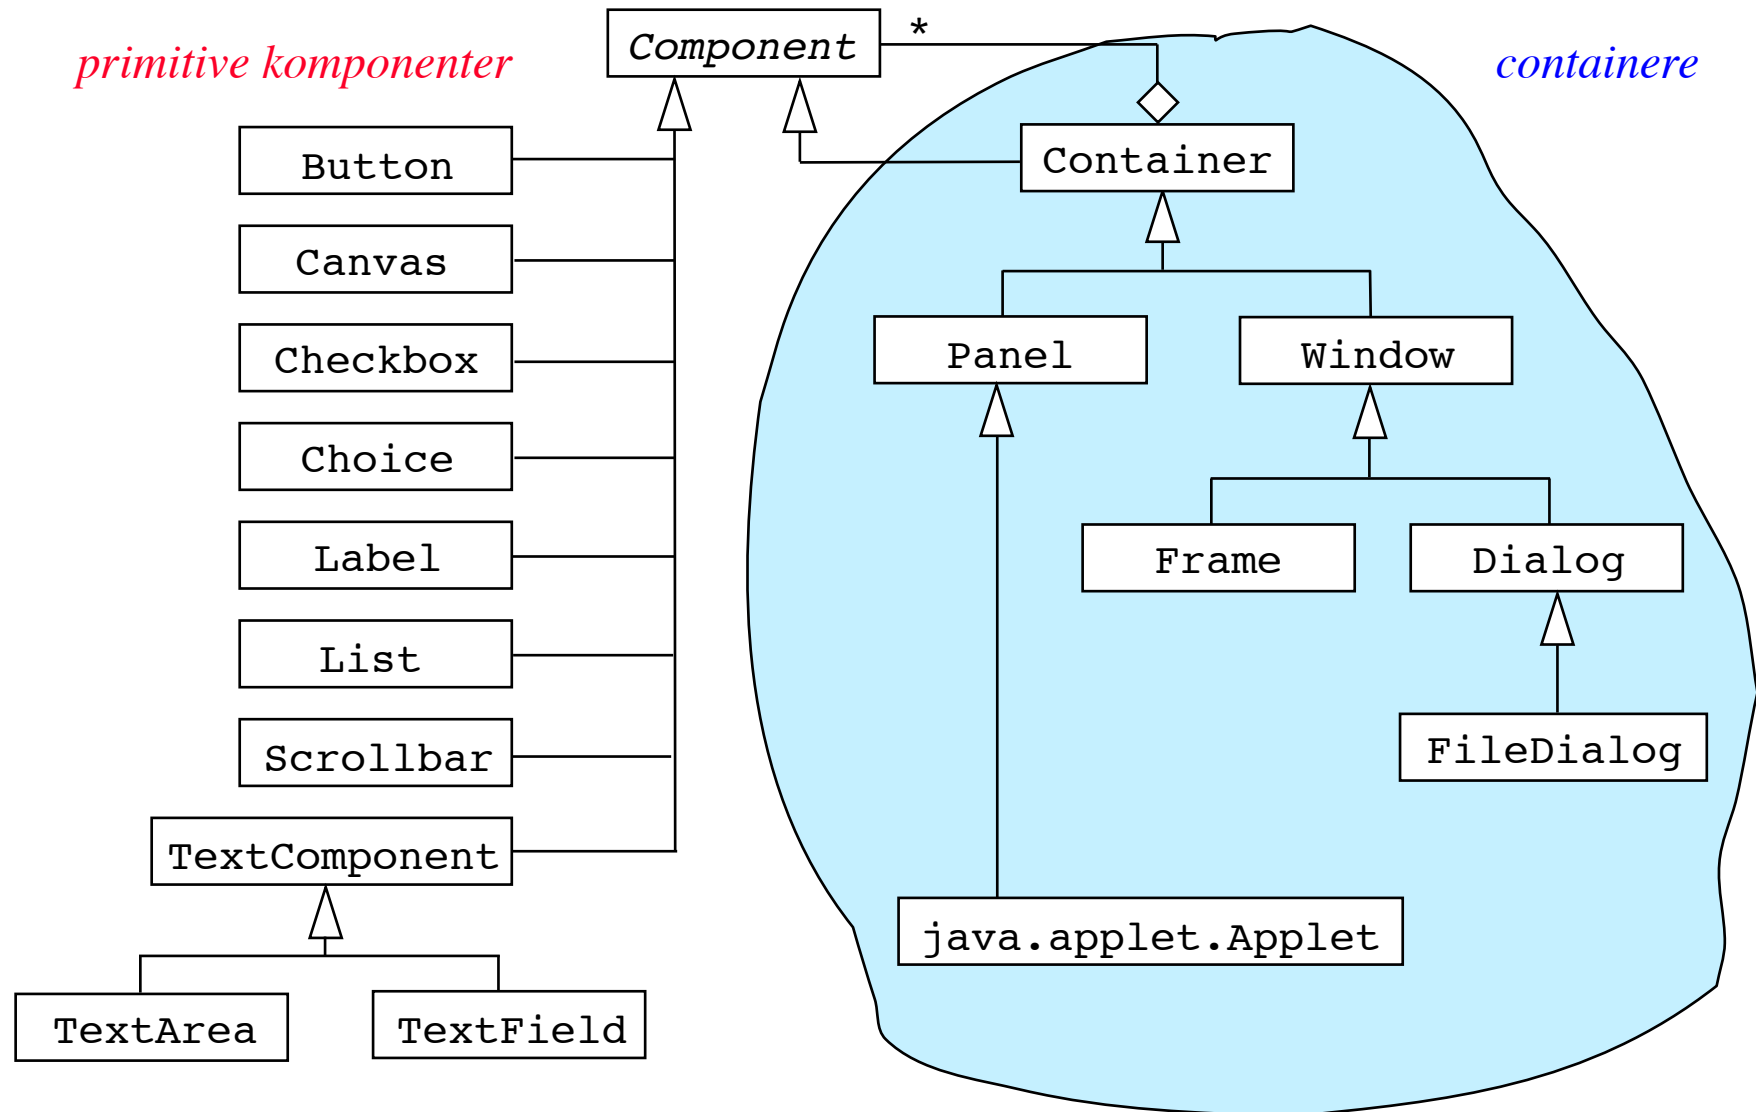 primitive komponenter
Component
*
containere
Button
Container
Canvas
Checkbox
Panel
Window
Choice
Label
Frame
Dialog
List
Scrollbar
FileDialog
TextComponent
java.applet.Applet
TextArea
TextField